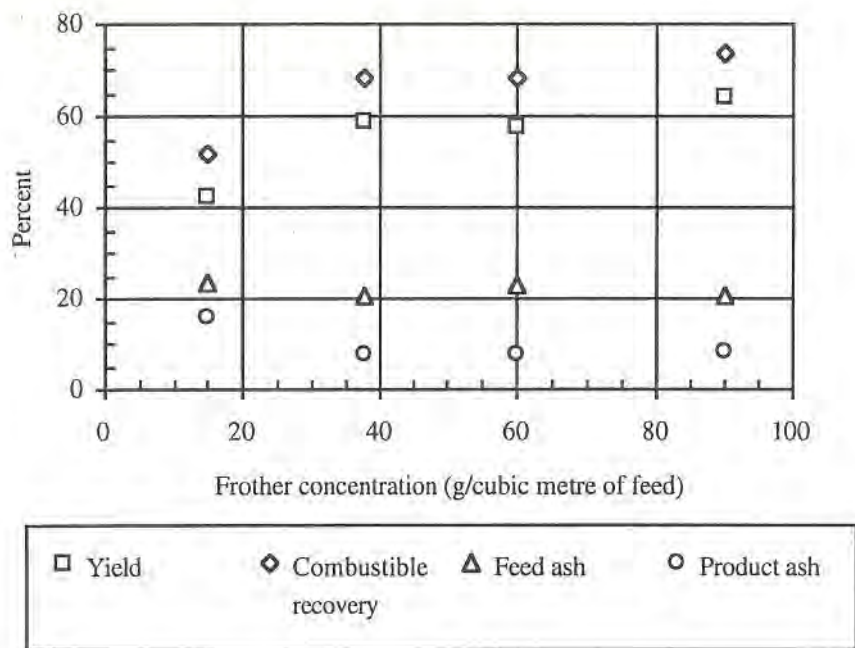 80
60
40
20
0
Percent
0 20 40 60 80 100
Frother concentration (g/cubic metre of feed)
Yield Combustible recovery Feed ash Product ash